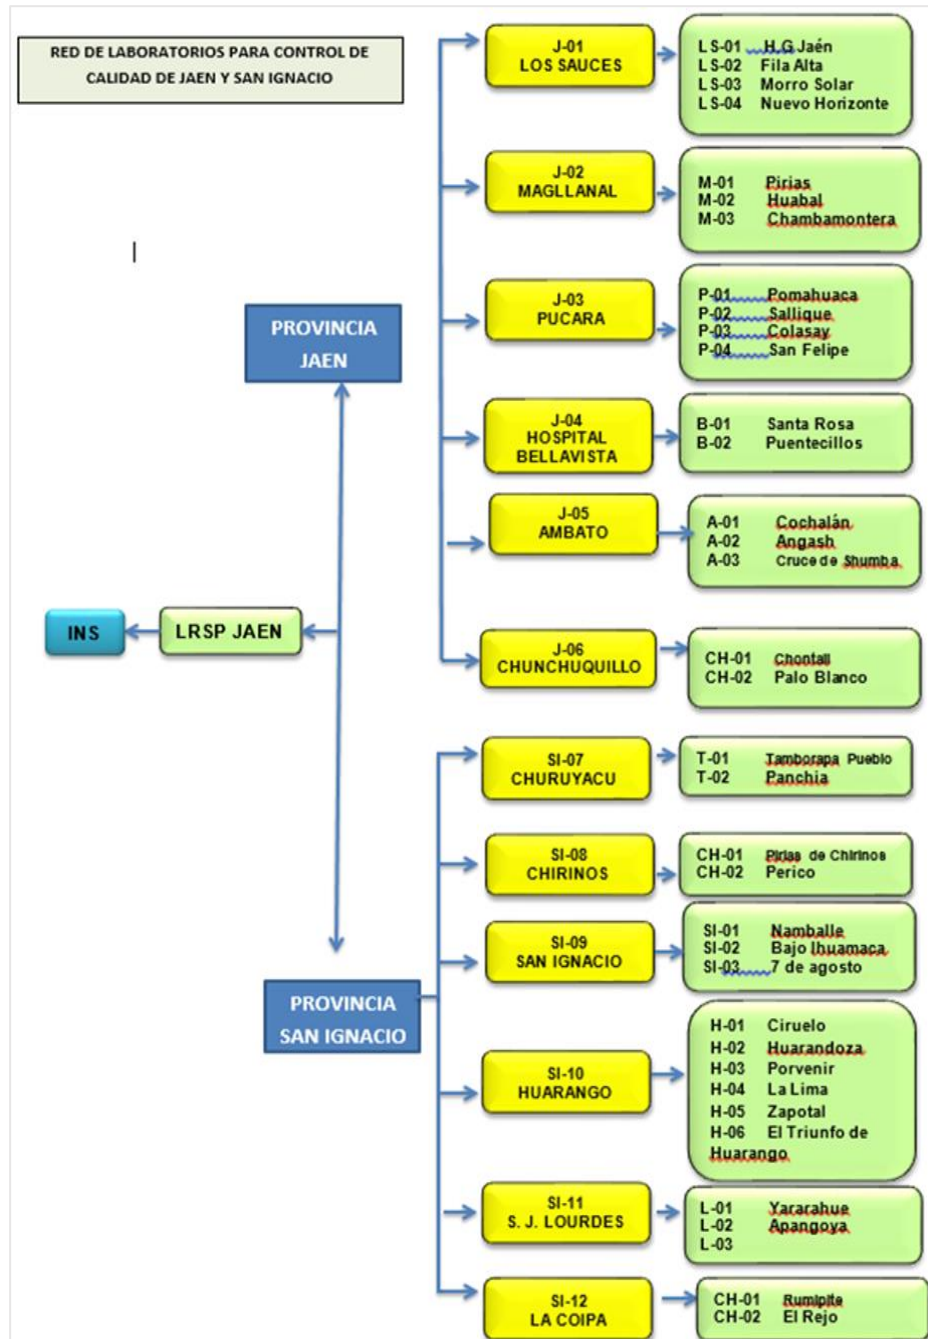 RED DE LABORATORIOS PARA CONTROL DE
CALIDAD DE JAEN Y SAN IGNACIO
INS
LRSP JAEN
PROVINCIA
JAEN
J-01
LOS SAUCES
LS-01 H.G Jaén
LS-02 Fila Alta
LS-03 Morro Solar
LS-04 Nuevo Horizonte
J-02
MAGLLANAL
M-01 Pirias
M-02 Huabal
M-03 Chambamontera
J-03
PUCARA
P-01 Pomahuaca
P-02 Sallique
P-03 Colasay
P-04 San Felipe
J-04
HOSPITAL
BELLAVISTA
B-01 Santa Rosa
B-02 Puentecillos
J-05
AMBATO
A-01 Cochalán
A-02 Angash
A-03 Cruce de Shumba
J-06
CHUNCHUQUILLO
CH-01 Chontali
CH-02 Palo Blanco
PROVINCIA
SAN IGNACIO
SI-07
CHURUYACU
T-01 Tamborapa Pueblo
T-02 Panchia
SI-08
CHIRINOS
CH-01 Pirias de Chirinos
CH-02 Perico
SI-09
SAN IGNACIO
SI-01 Namballe
SI-02 Bajo Ihuamaca
SI-03 7 de agosto
SI-10
HUARANGO
H-01 Ciruelo
H-02 Huarandoza
H-03 Porvenir
H-04 La Lima
H-05 Zapotal
H-06 El Triunfo de
Huarango
SI-11
S. J. LOURDES
L-01 Yararahue
L-02 Apangoya
L-03
SI-12
LA COIPA
CH-01 Rumipite
CH-02 El Rejo